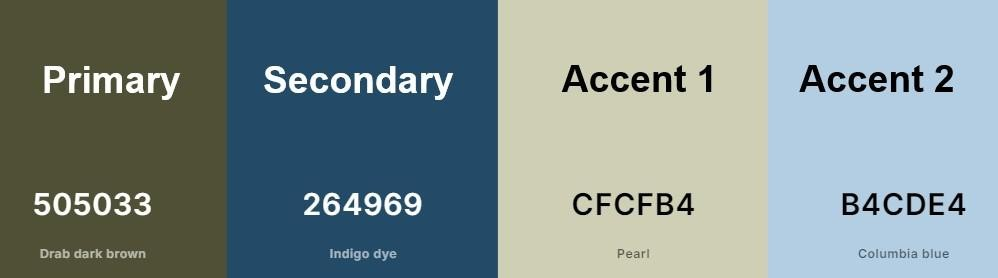 Primary
505033
Drab dark brown
Secondary
264969
Indigo dye
Accent 1
CFCFB4
Pearl
Accent 2
B4CDE4
Columbia blue